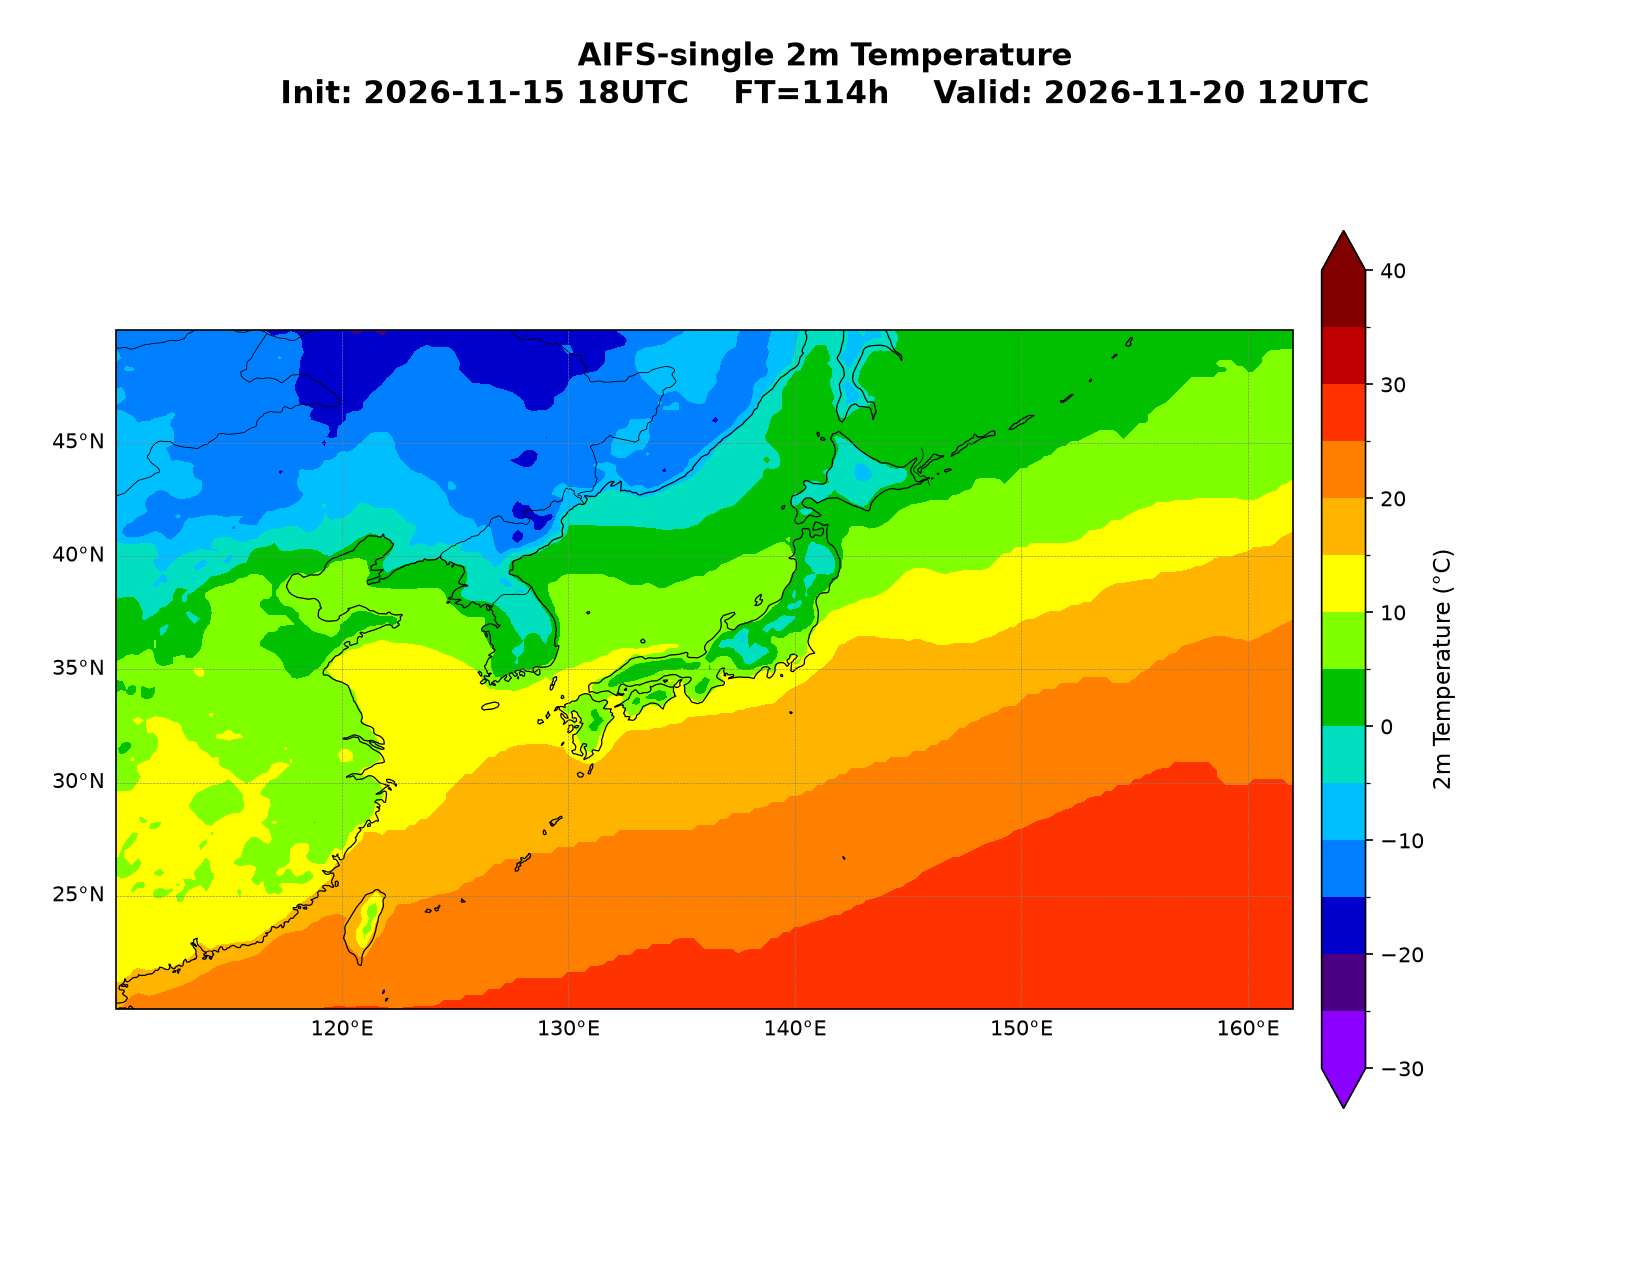 AIFS-single 2m Temperature
Init: 2026-11-15 18UTC    FT=114h    Valid: 2026-11-20 12UTC
45°N
40°N
35°N
30°N
25°N
120°E
130°E
140°E
150°E
160°E
40
30
20
10
0
−10
−20
−30
2m Temperature (°C)